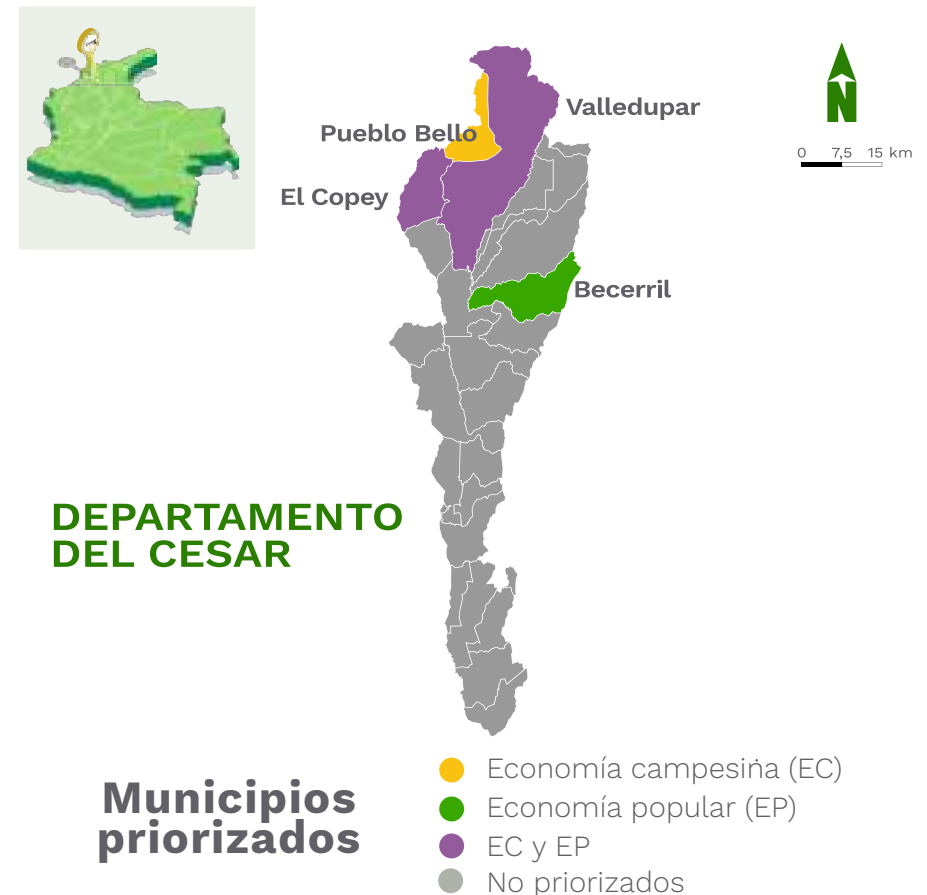 Valledupar
Pueblo Bello
El Copey
Becerril
N
0 7,5 15 km
DEPARTAMENTO
DEL CESAR
Municipios
priorizados
Economía campesina (EC)
Economía popular (EP)
EC y EP
No priorizados